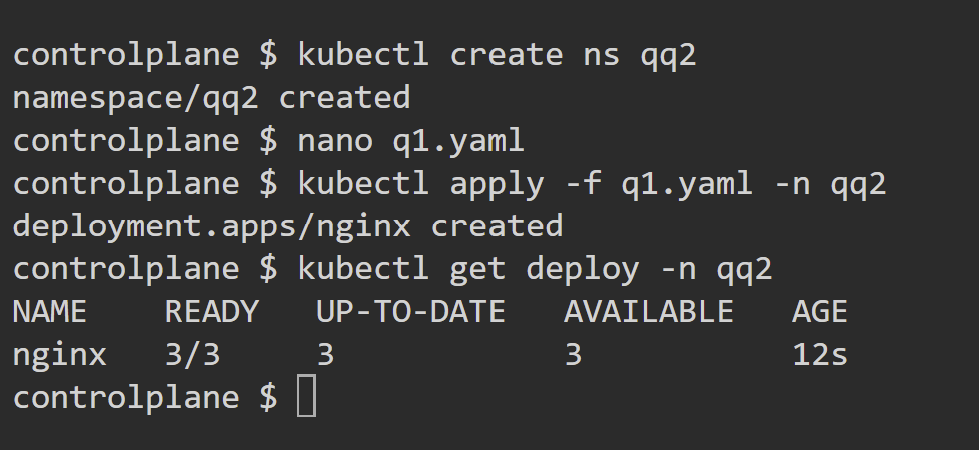 controlplane $ kubectl create ns qq2
namespace/qq2 created
controlplane $ nano q1.yaml
controlplane $ kubectl apply -f q1.yaml -n qq2
deployment.apps/nginx created
controlplane $ kubectl get deploy -n qq2
NAME    READY   UP-TO-DATE   AVAILABLE   AGE
nginx   3/3     3            3           12s
controlplane $